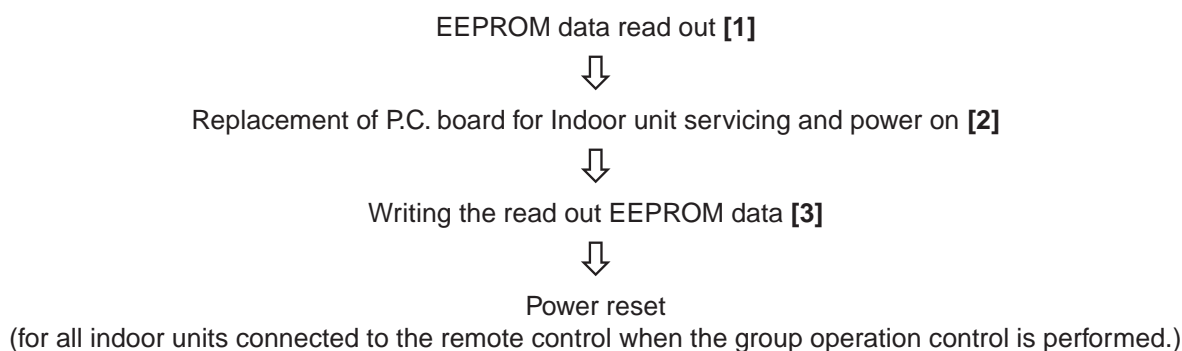 EEPROM data read out [1]
Replacement of P.C. board for Indoor unit servicing and power on [2]
Writing the read out EEPROM data [3]
Power reset
(for all indoor units connected to the remote control when the group operation control is performed.)